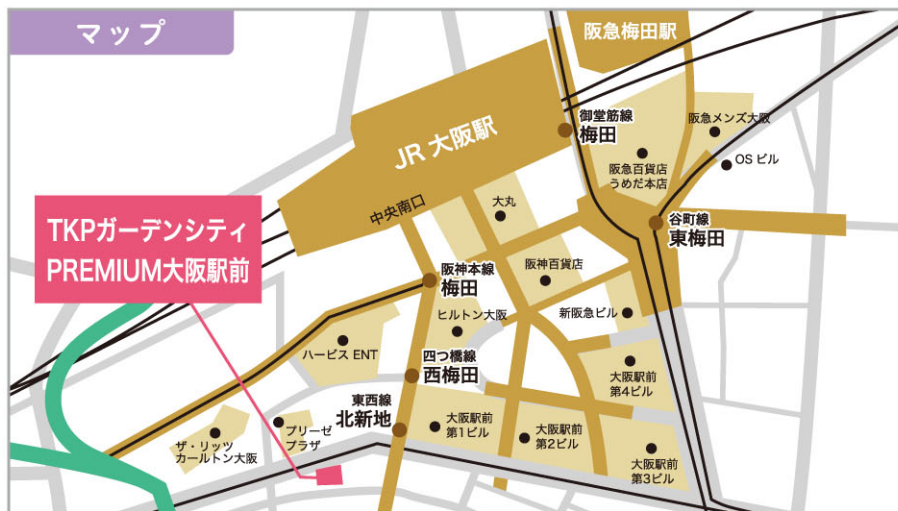 マップ
阪急梅田駅
御堂筋線
梅田
阪急メンズ大阪
OS ビル
阪急百貨店
うめだ本店
JR 大阪駅
中央南口
大丸
谷町線
東梅田
TKPガーデンシティ
PREMIUM大阪駅前
阪神本線
梅田
阪神百貨店
新阪急ビル
ヒルトン大阪
ハービス ENT
四つ橋線
西梅田
大阪駅前
第4ビル
東西線
北新地
大阪駅前
第1ビル
大阪駅前
第2ビル
大阪駅前
第3ビル
ブリーゼ
プラザ
ザ・リッツ
カールトン大阪